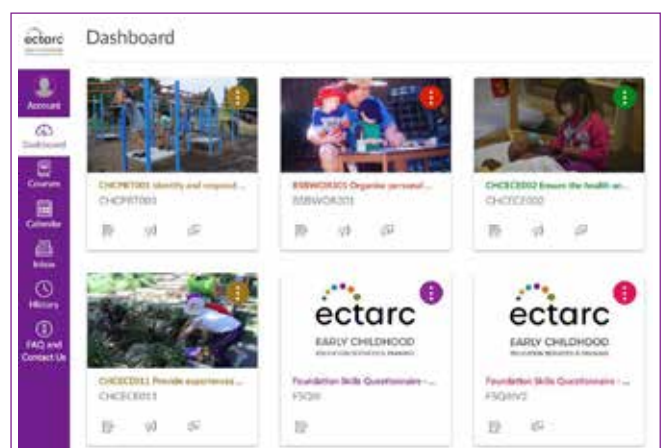 ectarc
Dashboard
Account
Dashboard
Courses
Calendar
Inbox
History
FAQ and
Contact Us
CHCPRT001 Identify and respond ...
CHCPRT001
BSBWOR301 Organise personal ...
BSBWOR301
CHCECE002 Ensure the health an...
CHCECE002
CHCECE011 Provide experiences ...
CHCECE011
ectarc
EARLY CHILDHOOD
Foundation Skills Questionnaire - ...
ectarc
EARLY CHILDHOOD
Foundation Skills Questionnaire - ...